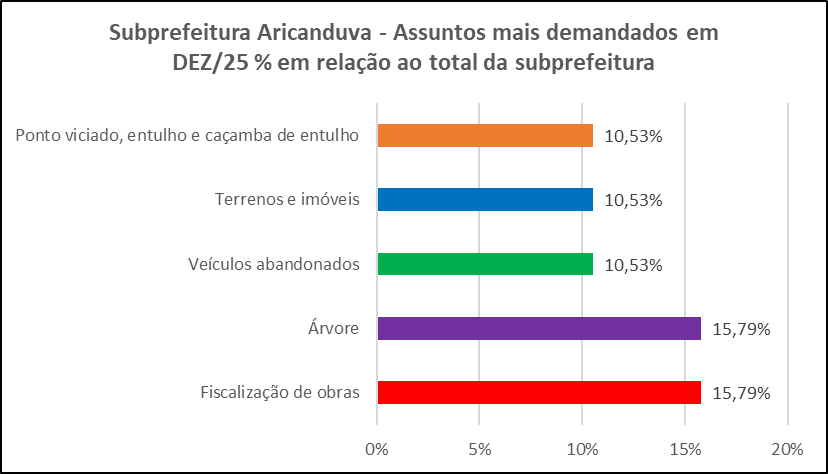 Subprefeitura Aricanduva - Assuntos mais demandados em
DEZ/25 % em relação ao total da subprefeitura
Ponto viciado, entulho e caçamba de entulho
10,53%
Terrenos e imóveis
10,53%
Veículos abandonados
10,53%
Árvore
15,79%
Fiscalização de obras
15,79%
0%
5%
10%
15%
20%